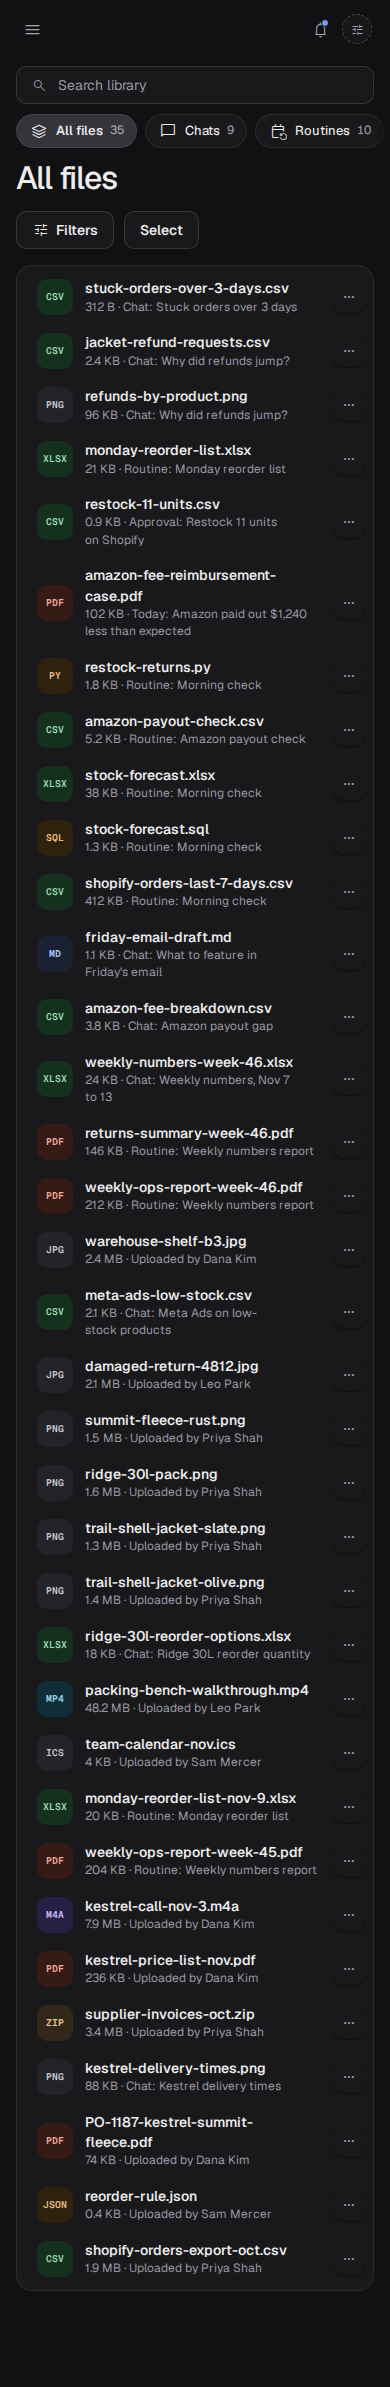 Search library
All files 35 Chats 9 Routines 10
All files
Filters Select
CSV stuck-orders-over-3-days.csv
312 B · Chat: Stuck orders over 3 days
CSV jacket-refund-requests.csv
2.4 KB · Chat: Why did refunds jump?
PNG refunds-by-product.png
96 KB · Chat: Why did refunds jump?
XLSX monday-reorder-list.xlsx
21 KB · Routine: Monday reorder list
CSV restock-11-units.csv
0.9 KB · Approval: Restock 11 units
on Shopify
PDF amazon-fee-reimbursement-
case.pdf
102 KB · Today: Amazon paid out $1,240
less than expected
PY restock-returns.py
1.8 KB · Routine: Morning check
CSV amazon-payout-check.csv
5.2 KB · Routine: Amazon payout check
XLSX stock-forecast.xlsx
38 KB · Routine: Morning check
SQL stock-forecast.sql
1.3 KB · Routine: Morning check
CSV shopify-orders-last-7-days.csv
412 KB · Routine: Morning check
MD friday-email-draft.md
1.1 KB · Chat: What to feature in
Friday's email
CSV amazon-fee-breakdown.csv
3.8 KB · Chat: Amazon payout gap
XLSX weekly-numbers-week-46.xlsx
24 KB · Chat: Weekly numbers, Nov 7
to 13
PDF returns-summary-week-46.pdf
146 KB · Routine: Weekly numbers report
PDF weekly-ops-report-week-46.pdf
212 KB · Routine: Weekly numbers report
JPG warehouse-shelf-b3.jpg
2.4 MB · Uploaded by Dana Kim
CSV meta-ads-low-stock.csv
2.1 KB · Chat: Meta Ads on low-
stock products
JPG damaged-return-4812.jpg
2.1 MB · Uploaded by Leo Park
PNG summit-fleece-rust.png
1.5 MB · Uploaded by Priya Shah
PNG ridge-30l-pack.png
1.6 MB · Uploaded by Priya Shah
PNG trail-shell-jacket-slate.png
1.3 MB · Uploaded by Priya Shah
PNG trail-shell-jacket-olive.png
1.4 MB · Uploaded by Priya Shah
XLSX ridge-30l-reorder-options.xlsx
18 KB · Chat: Ridge 30L reorder quantity
MP4 packing-bench-walkthrough.mp4
48.2 MB · Uploaded by Leo Park
ICS team-calendar-nov.ics
4 KB · Uploaded by Sam Mercer
XLSX monday-reorder-list-nov-9.xlsx
20 KB · Routine: Monday reorder list
PDF weekly-ops-report-week-45.pdf
204 KB · Routine: Weekly numbers report
M4A kestrel-call-nov-3.m4a
7.9 MB · Uploaded by Dana Kim
PDF kestrel-price-list-nov.pdf
236 KB · Uploaded by Dana Kim
ZIP supplier-invoices-oct.zip
3.4 MB · Uploaded by Priya Shah
PNG kestrel-delivery-times.png
88 KB · Chat: Kestrel delivery times
PDF PO-1187-kestrel-summit-
fleece.pdf
74 KB · Uploaded by Dana Kim
JSON reorder-rule.json
0.4 KB · Uploaded by Sam Mercer
CSV shopify-orders-export-oct.csv
1.9 MB · Uploaded by Priya Shah